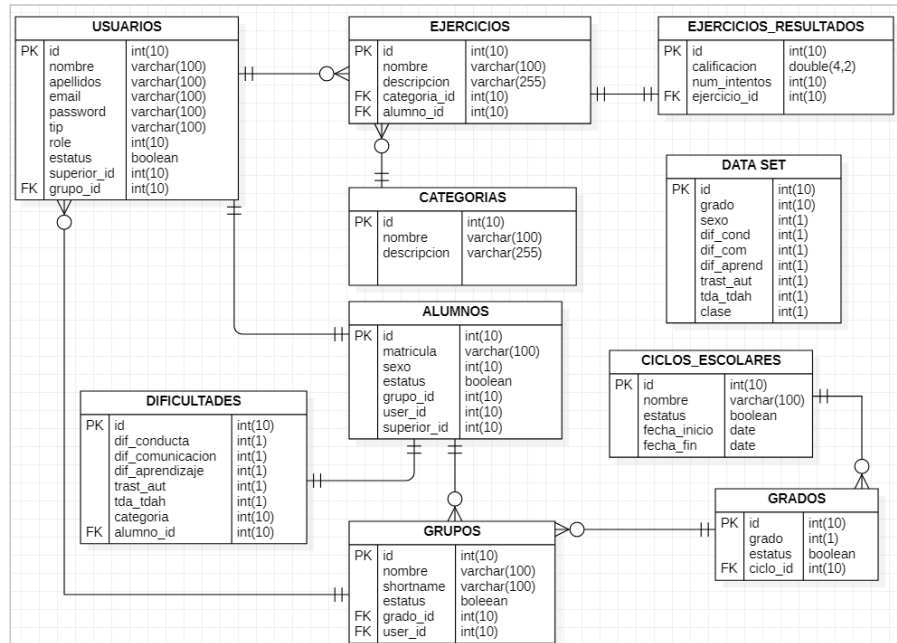 USUARIOS
PK id int(10)
nombre varchar(100)
apellidos varchar(100)
email varchar(100)
password varchar(100)
tip varchar(100)
role int(10)
estatus boolean
superior_id int(10)
FK grupo_id int(10)
EJERCICIOS
PK id int(10)
nombre varchar(100)
descripcion varchar(255)
FK categoria_id int(10)
FK alumno_id int(10)
EJERCICIOS_RESULTADOS
PK id int(10)
calificacion double(4,2)
num_intentos int(10)
FK ejercicio_id int(10)
CATEGORIAS
PK id int(10)
nombre varchar(100)
descripcion varchar(255)
DATA SET
PK id int(10)
grado int(10)
sexo int(1)
dif_cond int(1)
dif_com int(1)
dif_aprend int(1)
trast_aut int(1)
tda_tdah int(1)
clase int(1)
ALUMNOS
PK id int(10)
matricula varchar(100)
sexo int(10)
estatus boolean
grupo_id int(10)
user_id int(10)
superior_id int(10)
CICLOS_ESCOLARES
PK id int(10)
nombre varchar(100)
estatus boolean
fecha_inicio date
fecha_fin date
DIFICULTADES
PK id int(10)
dif_conducta int(1)
dif_comunicacion int(1)
dif_aprendizaje int(1)
trast_aut int(1)
tda_tdah int(1)
categoria int(10)
FK alumno_id int(10)
GRUPOS
PK id int(10)
nombre varchar(100)
shortname varchar(100)
estatus boleean
FK grado_id int(10)
FK user_id int(10)
GRADOS
PK id int(10)
grado int(1)
estatus boolean
FK ciclo_id int(10)